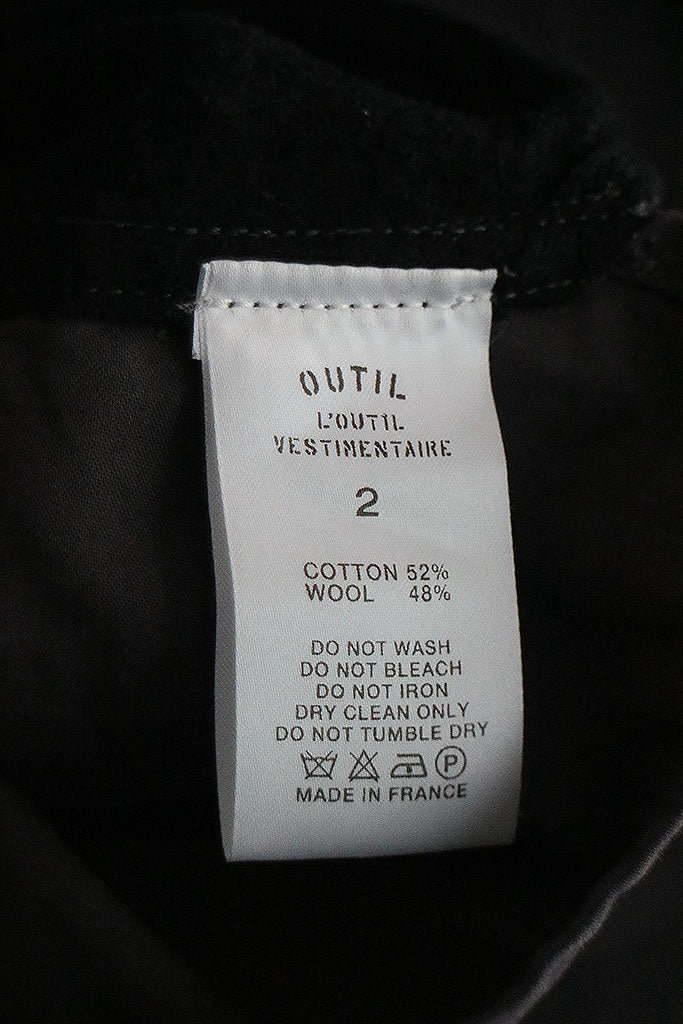 OUTIL
L'OUTIL
VESTIMENTAIRE
2
COTTON 52%
WOOL 48%
DO NOT WASH
DO NOT BLEACH
DO NOT IRON
DRY CLEAN ONLY
DO NOT TUMBLE DRY
P
MADE IN FRANCE